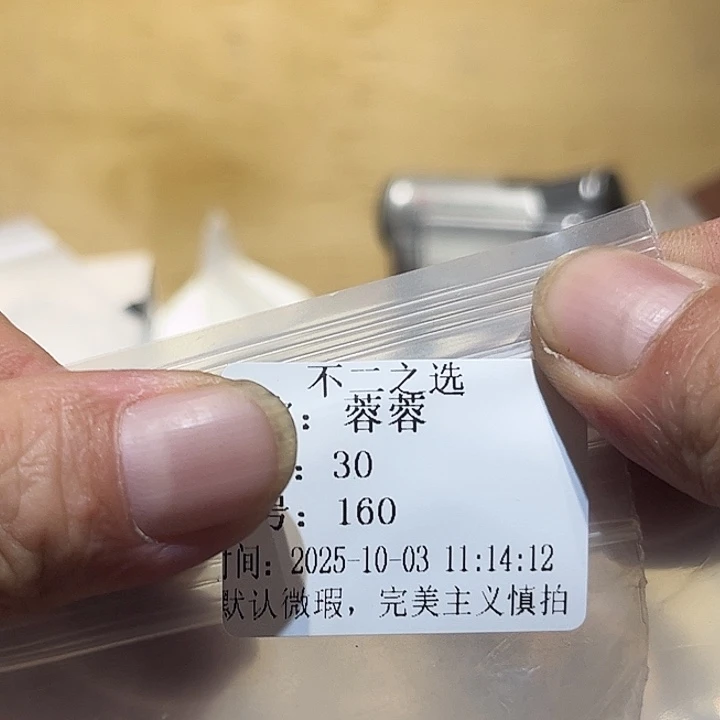 不二之选
：蓉蓉
：30
号：160
时间：2025-10-03 11:14:12
默认微瑕，完美主义慎拍